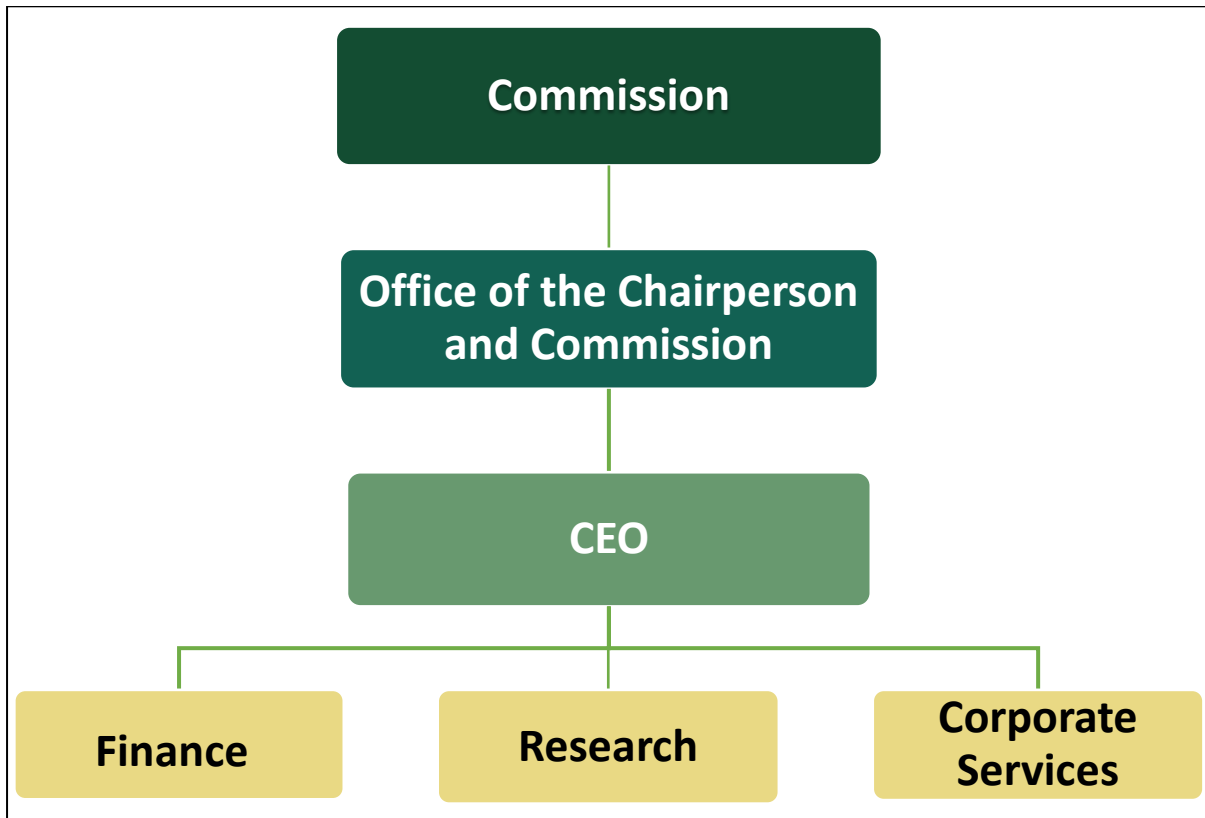 Commission
Office of the Chairperson
and Commission
CEO
Finance
Research
Corporate
Services